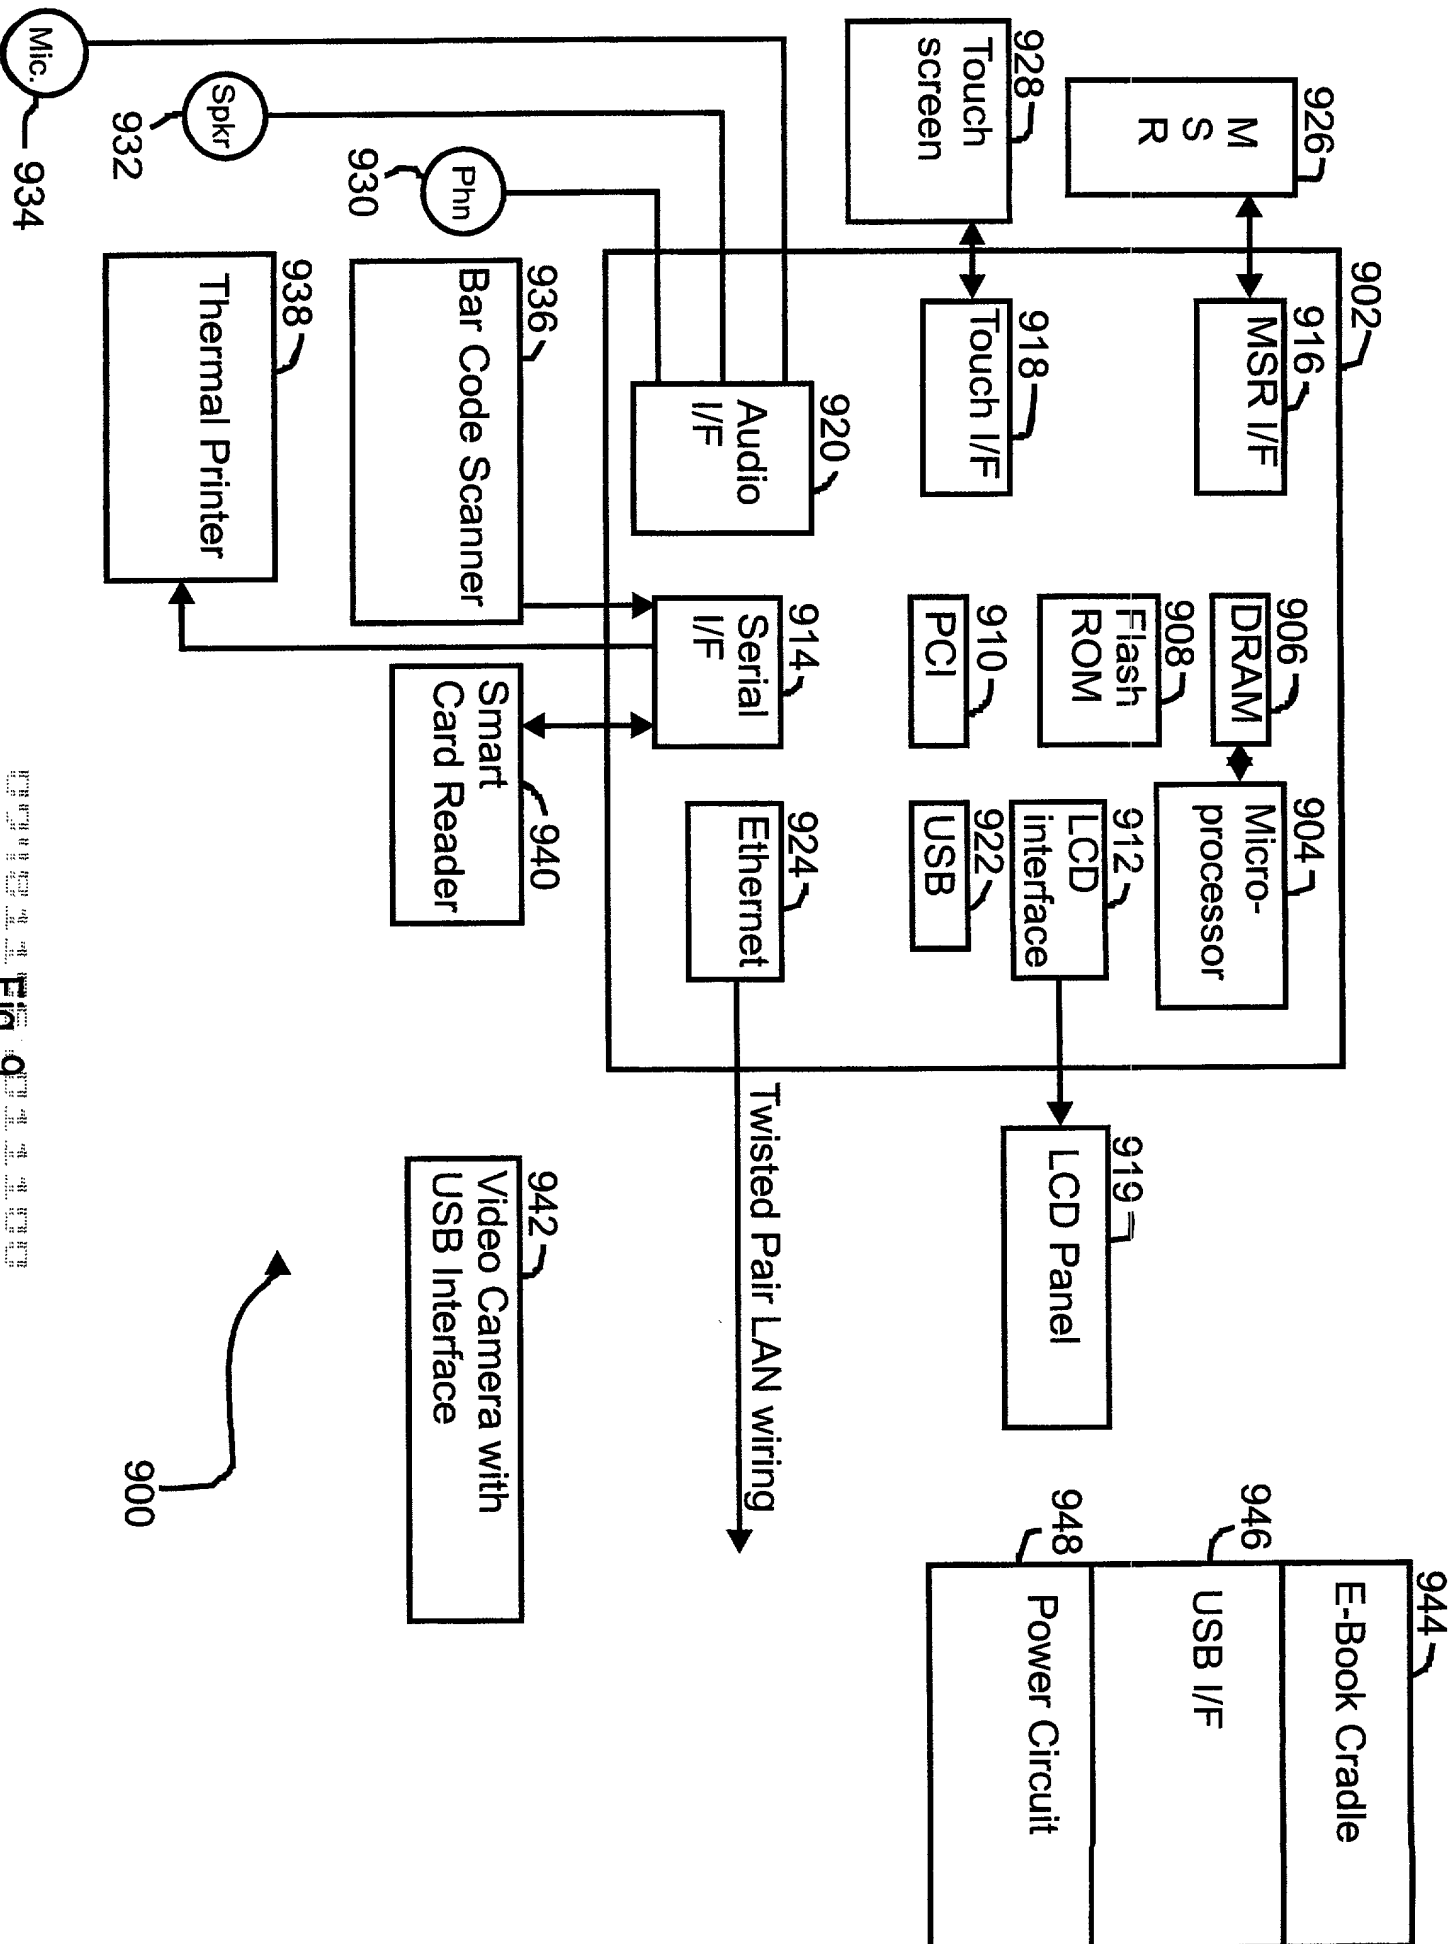 902
926
M
S
R
916
MSR I/F
906
DRAM
904
Micro-
processor
944
E-Book Cradle
946
USB I/F
948
Power Circuit
928
Touch
screen
918
Touch I/F
908
Flash
ROM
912
LCD
interface
919
LCD Panel
910
PCI
922
USB
920
Audio
I/F
914
Serial
I/F
924
Ethernet
Twisted Pair LAN wiring
936
Bar Code Scanner
940
Smart
Card Reader
942
Video Camera with
USB Interface
930
Phn
932
Spkr
934
Mic.
938
Thermal Printer
900
Fig. 9